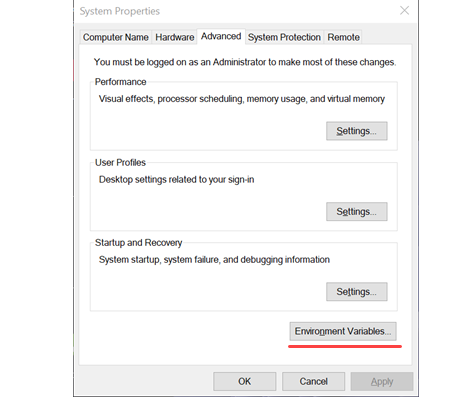 System Properties
Computer Name Hardware Advanced System Protection Remote
You must be logged on as an Administrator to make most of these changes.
Performance
Visual effects, processor scheduling, memory usage, and virtual memory
Settings...
User Profiles
Desktop settings related to your sign-in
Settings...
Startup and Recovery
System startup, system failure, and debugging information
Settings...
Environment Variables...
OK Cancel Apply